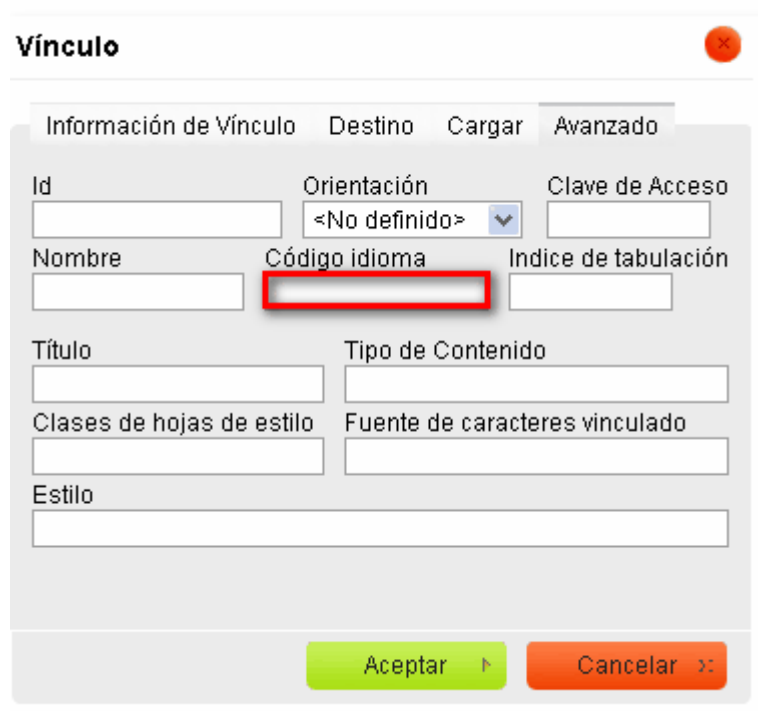 Vínculo
Información de Vínculo Destino Cargar Avanzado
Id Orientación Clave de Acceso
<No definido>
Nombre Código idioma Indice de tabulación
Título Tipo de Contenido
Clases de hojas de estilo Fuente de caracteres vinculado
Estilo
Aceptar Cancelar